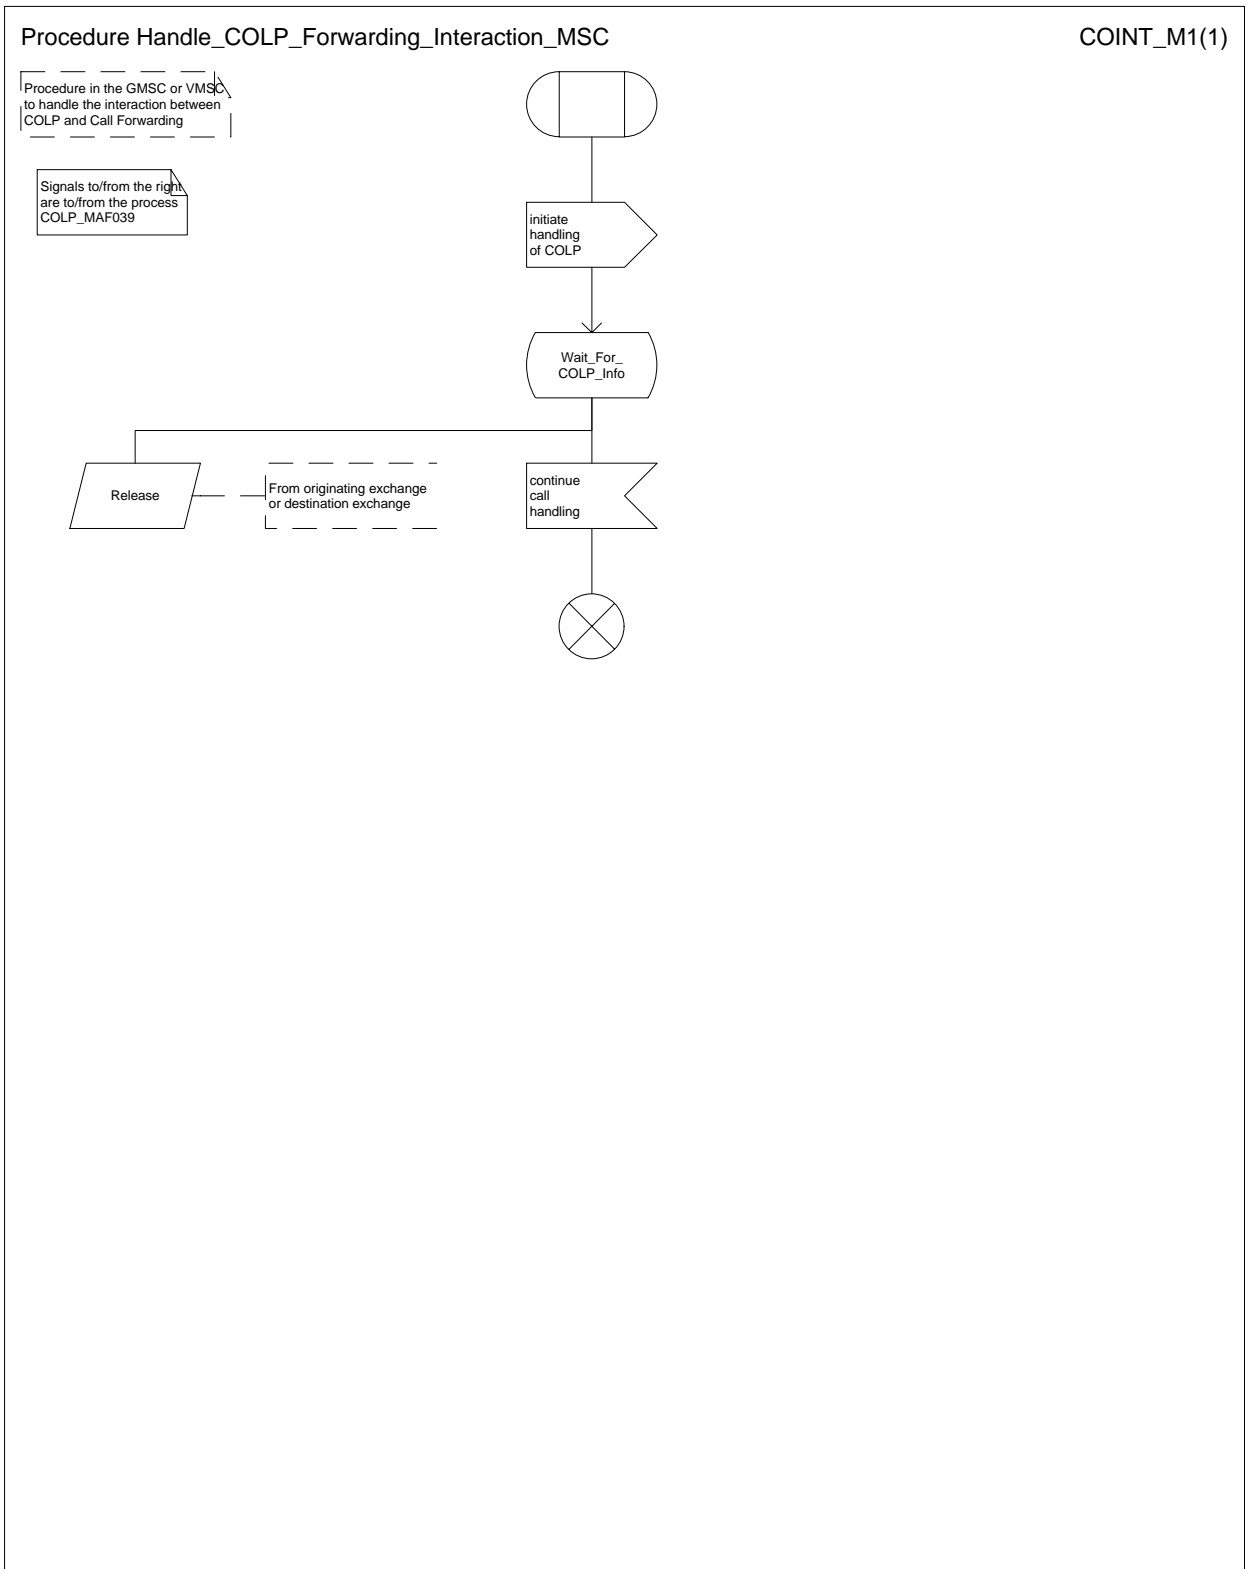 Procedure Handle_COLP_Forwarding_Interaction_MSC
COINT_M1(1)
Procedure in the GMSC or VMSC
to handle the interaction between
COLP and Call Forwarding
Signals to/from the right
are to/from the process
COLP_MAF039
initiate
handling
of COLP
Wait_For_
COLP_Info
Release
From originating exchange
or destination exchange
continue
call
handling